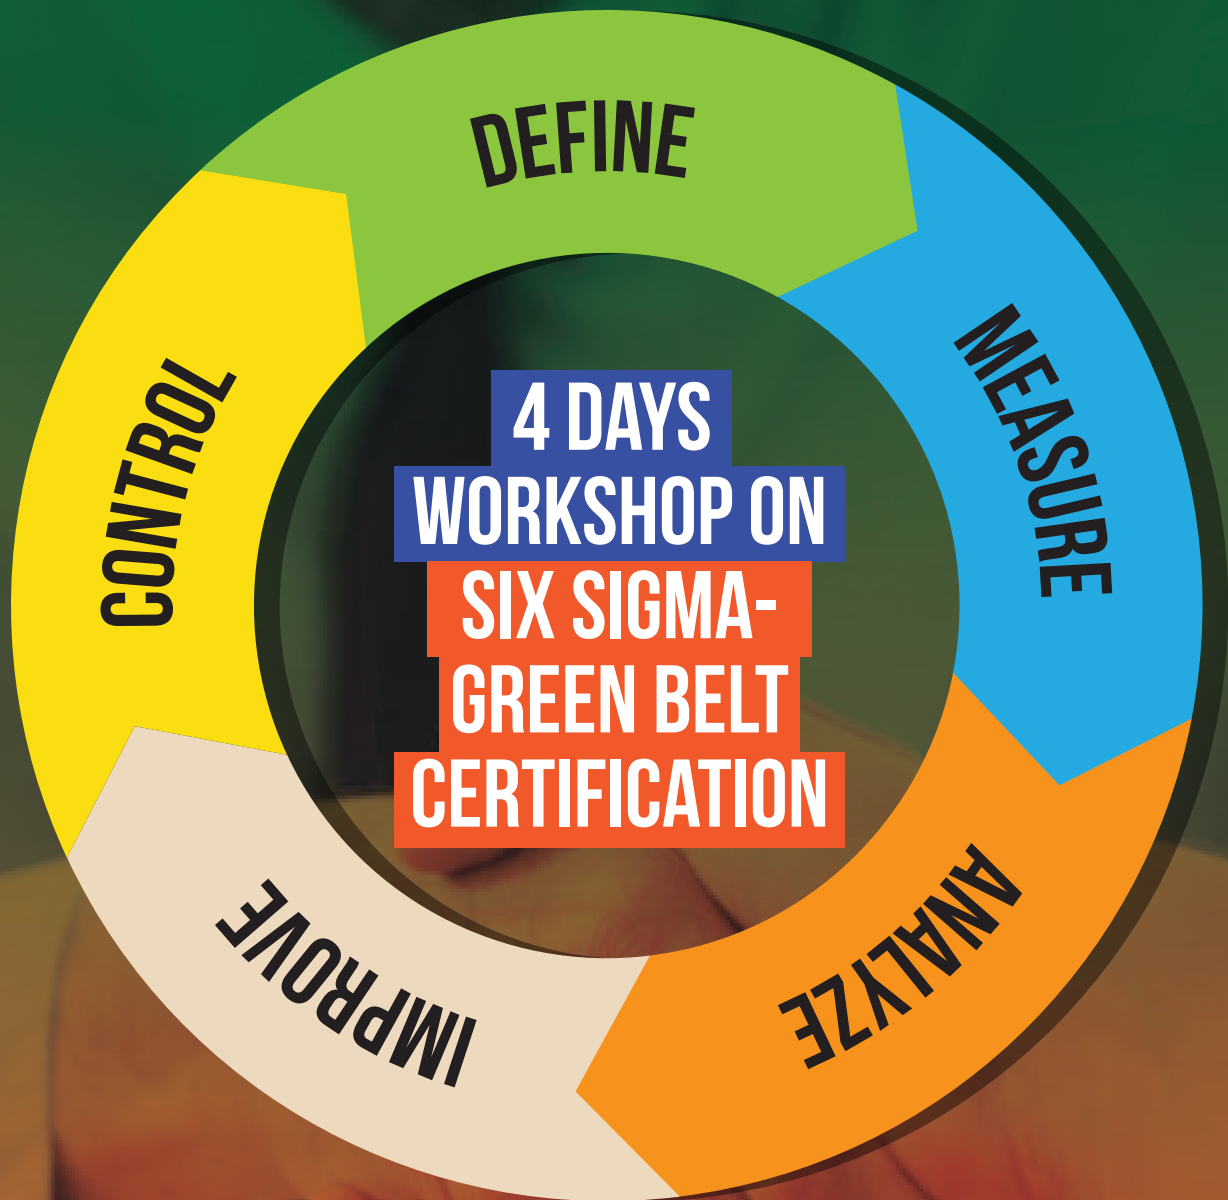 DEFINE
MEASURE
ANALYZE
IMPROVE
CONTROL
4 DAYS
WORKSHOP ON
SIX SIGMA-
GREEN BELT
CERTIFICATION